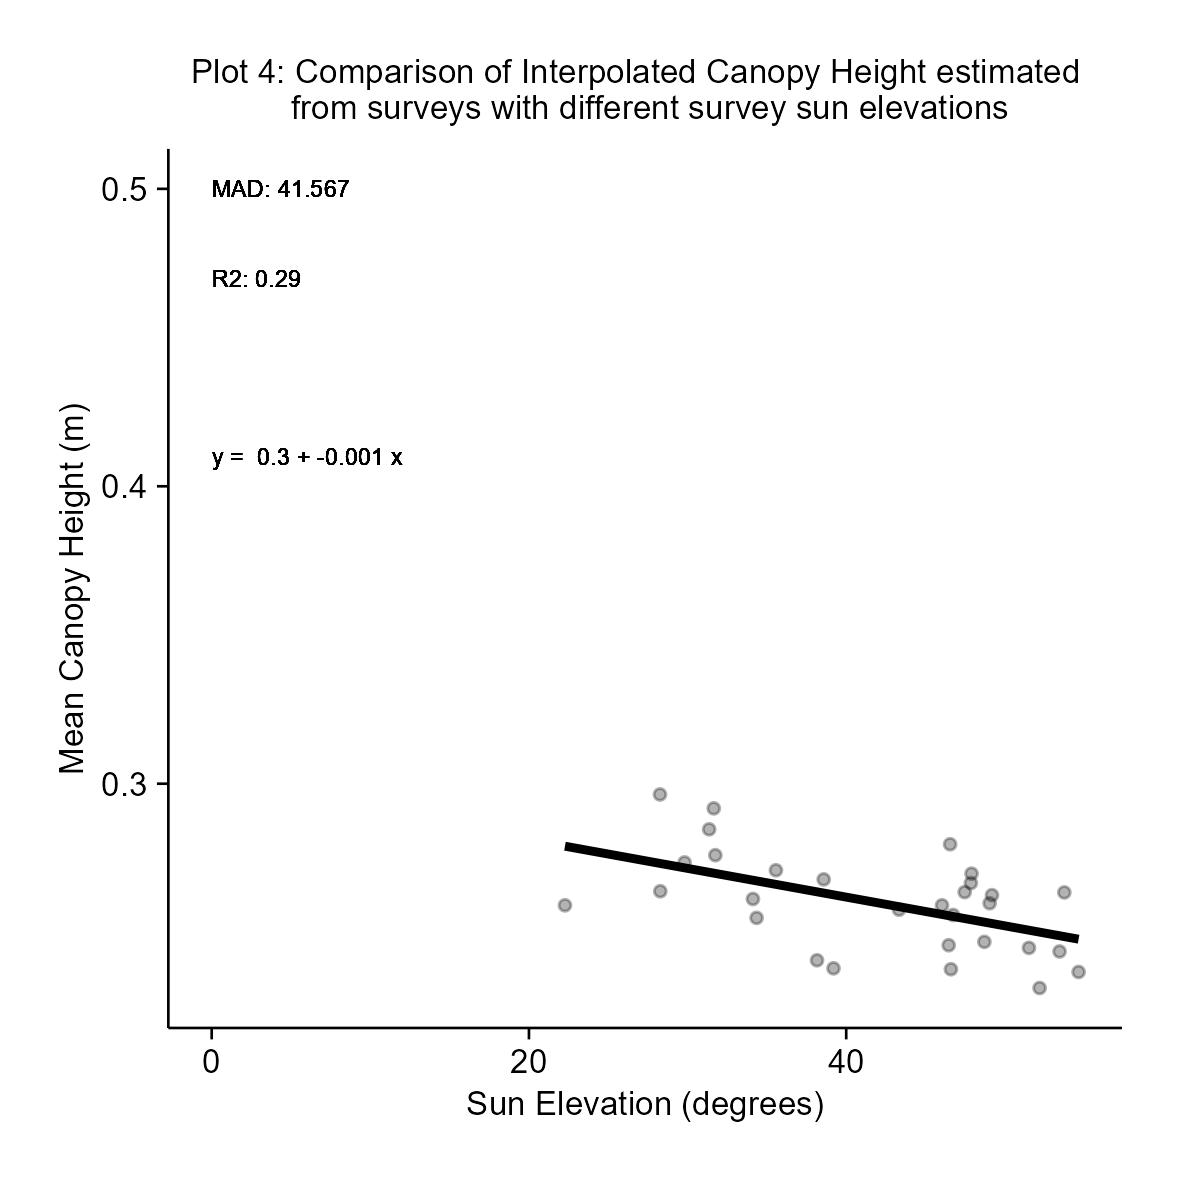 Plot 4: Comparison of Interpolated Canopy Height estimated
from surveys with different survey sun elevations
0.5
MAD: 41.567
R2: 0.29
y =  0.3 + -0.001 x
0.4
Mean Canopy Height (m)
0.3
0
20
40
Sun Elevation (degrees)